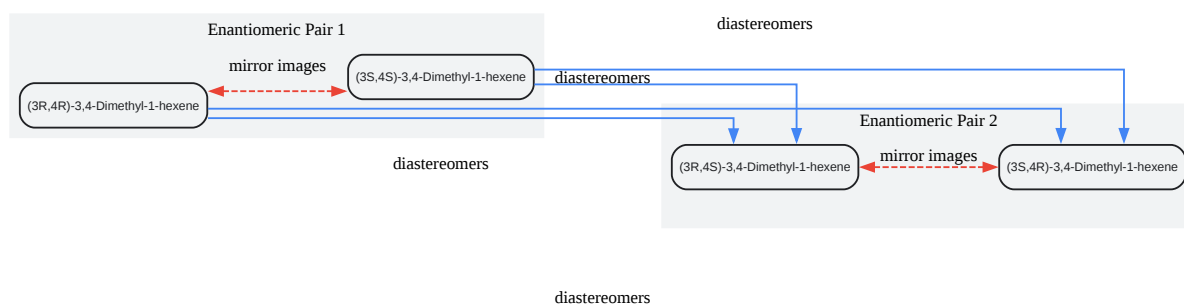 diastereomers
Enantiomeric Pair 1
mirror images
(3S,4S)-3,4-Dimethyl-1-hexene
diastereomers
(3R,4R)-3,4-Dimethyl-1-hexene
Enantiomeric Pair 2
diastereomers
mirror images
(3R,4S)-3,4-Dimethyl-1-hexene
(3S,4R)-3,4-Dimethyl-1-hexene
diastereomers